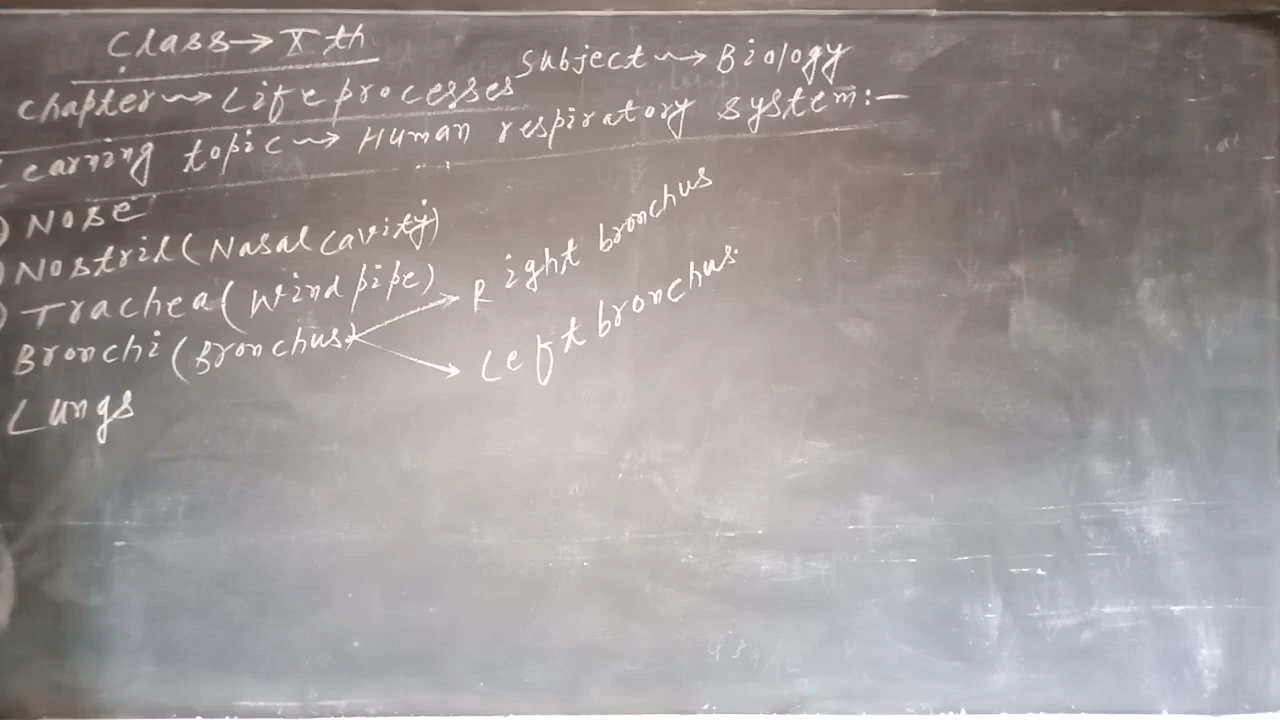 Class→Xth
Subject→Biology
Chapter→Life processes
Learning topic→Human respiratory system:-
) Nose
) Nostril (Nasal cavity)
) Trachea (Wind pipe)
Bronchi (Bronchus)
Right bronchus
Left bronchus
Lungs